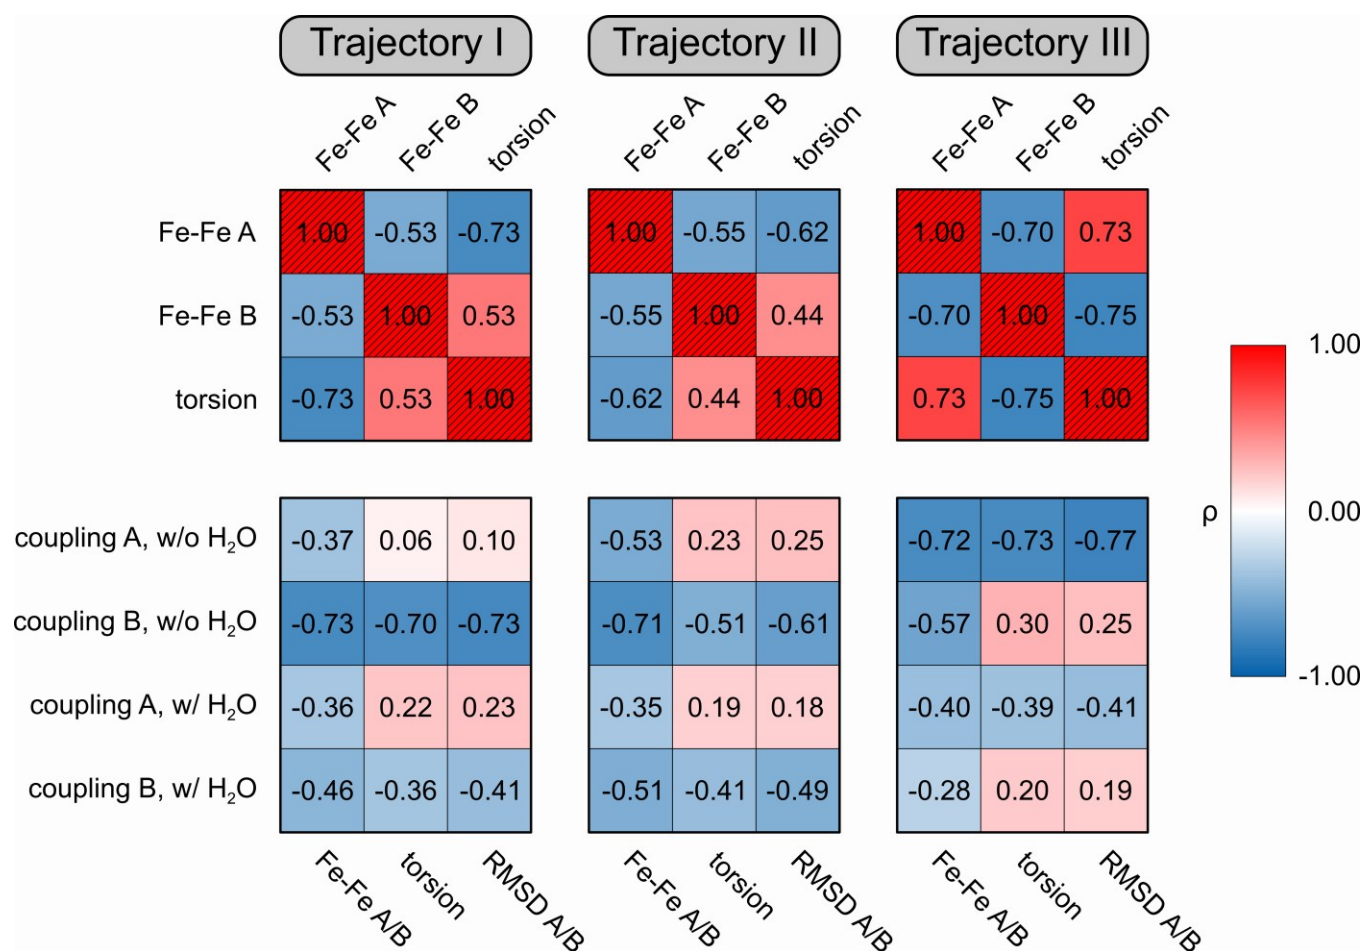 Trajectory I Trajectory II Trajectory III
Fe-Fe A Fe-Fe B torsion Fe-Fe A Fe-Fe B torsion Fe-Fe A Fe-Fe B torsion
Fe-Fe A 1.00 -0.53 -0.73 1.00 -0.55 -0.62 1.00 -0.70 0.73
Fe-Fe B -0.53 1.00 0.53 -0.55 1.00 0.44 -0.70 1.00 -0.75
torsion -0.73 0.53 1.00 -0.62 0.44 1.00 0.73 -0.75 1.00
coupling A, w/o H₂O -0.37 0.06 0.10 -0.53 0.23 0.25 -0.72 -0.73 -0.77
coupling B, w/o H₂O -0.73 -0.70 -0.73 -0.71 -0.51 -0.61 -0.57 0.30 0.25
coupling A, w/ H₂O -0.36 0.22 0.23 -0.35 0.19 0.18 -0.40 -0.39 -0.41
coupling B, w/ H₂O -0.46 -0.36 -0.41 -0.51 -0.41 -0.49 -0.28 0.20 0.19
Fe-Fe A/B torsion RMSD A/B Fe-Fe A/B torsion RMSD A/B Fe-Fe A/B torsion RMSD A/B
1.00
ρ 0.00
-1.00